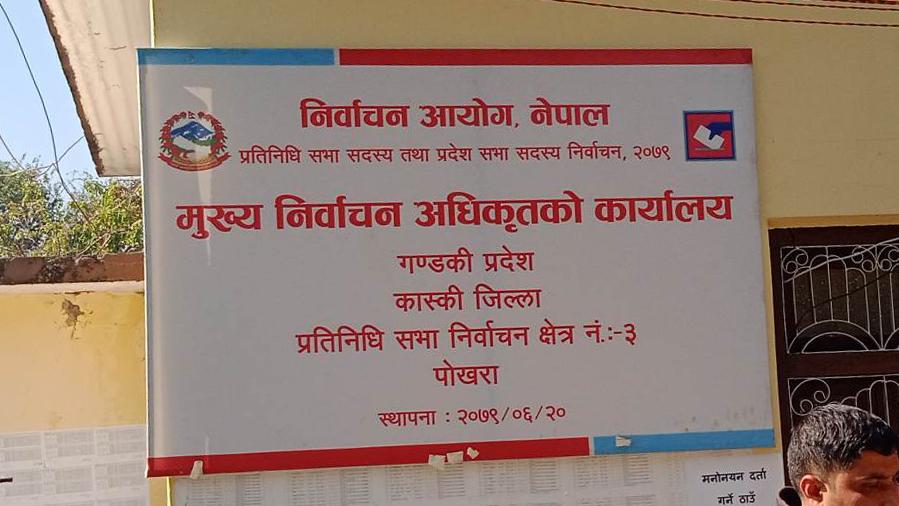 निर्वाचन आयोग, नेपाल
प्रतिनिधि सभा सदस्य तथा प्रदेश सभा सदस्य निर्वाचन, २०७९
मुख्य निर्वाचन अधिकृतको कार्यालय
गण्डकी प्रदेश
कास्की जिल्ला
प्रतिनिधि सभा निर्वाचन क्षेत्र नं.:-३
पोखरा
स्थापना : २०७९/०६/२०
मनोनयन दर्ता
गर्ने ठाउँ